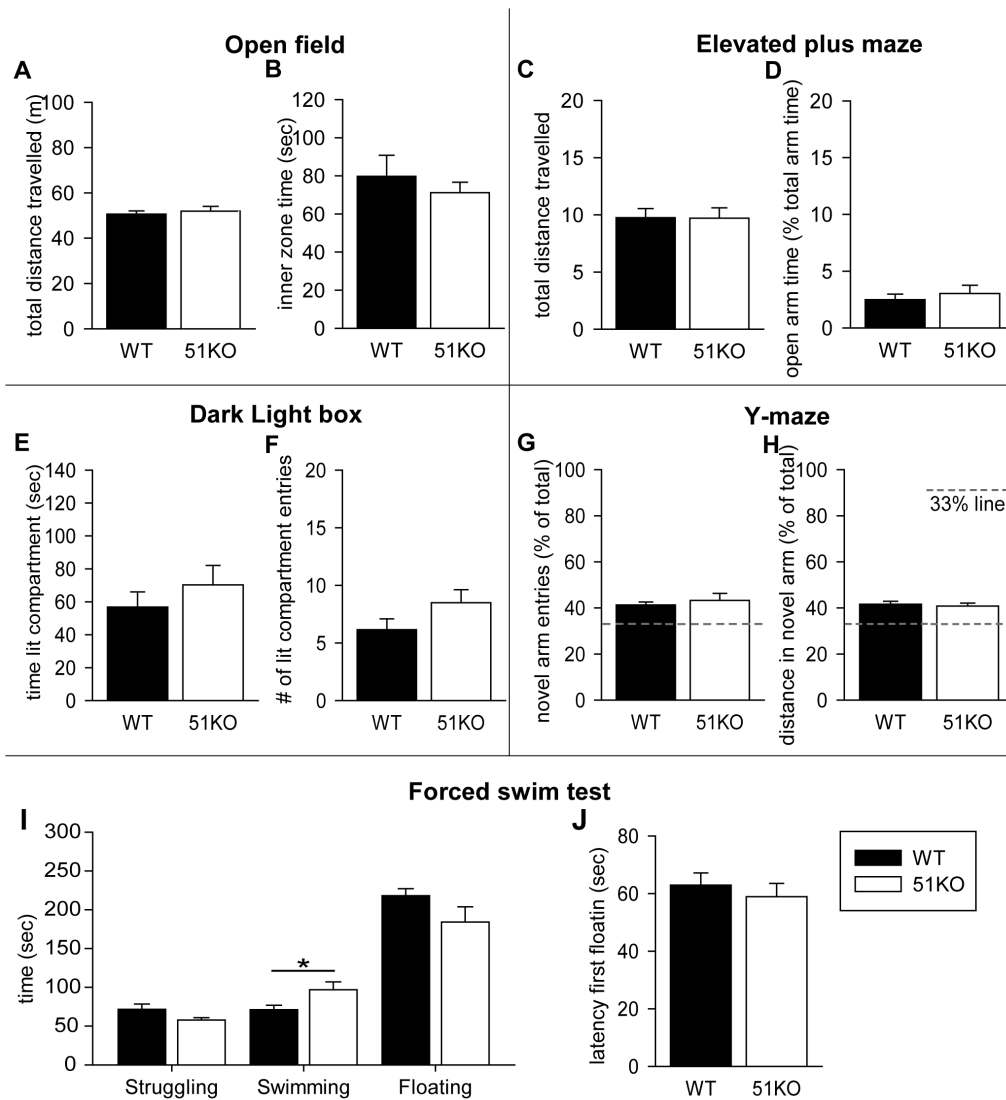 Open field
Elevated plus maze
A
B
C
D
total distance travelled (m)
100
80
60
40
20
0
WT
51KO
inner zone time (sec)
120
100
80
60
40
20
0
WT
51KO
total distance travelled
20
15
10
5
0
WT
51KO
open arm time (% total arm time)
20
15
10
5
0
WT
51KO
Dark Light box
Y-maze
E
F
G
H
time lit compartment (sec)
140
120
100
80
60
40
20
0
WT
51KO
# of lit compartment entries
20
15
10
5
0
WT
51KO
novel arm entries (% of total)
100
80
60
40
20
0
WT
51KO
distance in novel arm (% of total)
100
80
60
40
20
0
33% line
WT
51KO
Forced swim test
I
J
time (sec)
300
250
200
150
100
50
0
*
Struggling
Swimming
Floating
latency first floatin (sec)
80
60
40
20
0
WT
51KO
WT
51KO